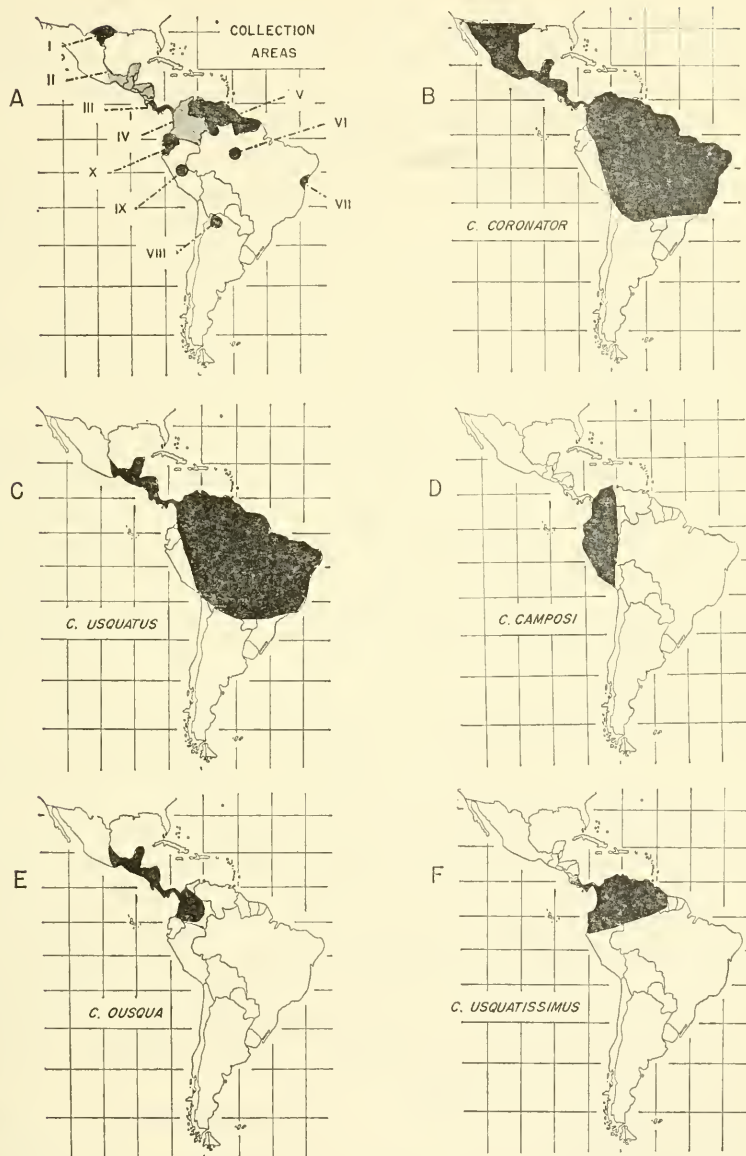 COLLECTION
AREAS
A
I
II
III
IV
V
VI
VII
VIII
IX
X
B
C. CORONATOR
C
C. USQUATUS
D
C. CAMPOSI
E
C. OUSQUA
F
C. USQUATISSIMUS